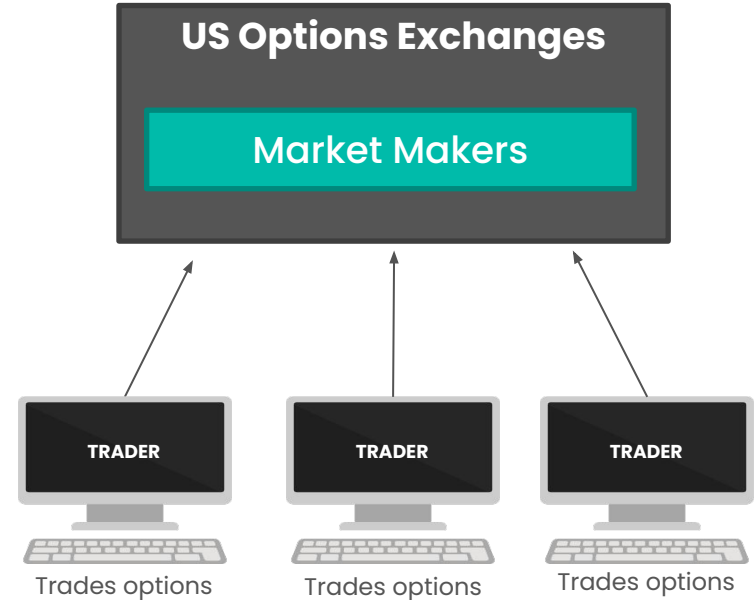 US Options Exchanges
Market Makers
TRADER
TRADER
TRADER
Trades options
Trades options
Trades options